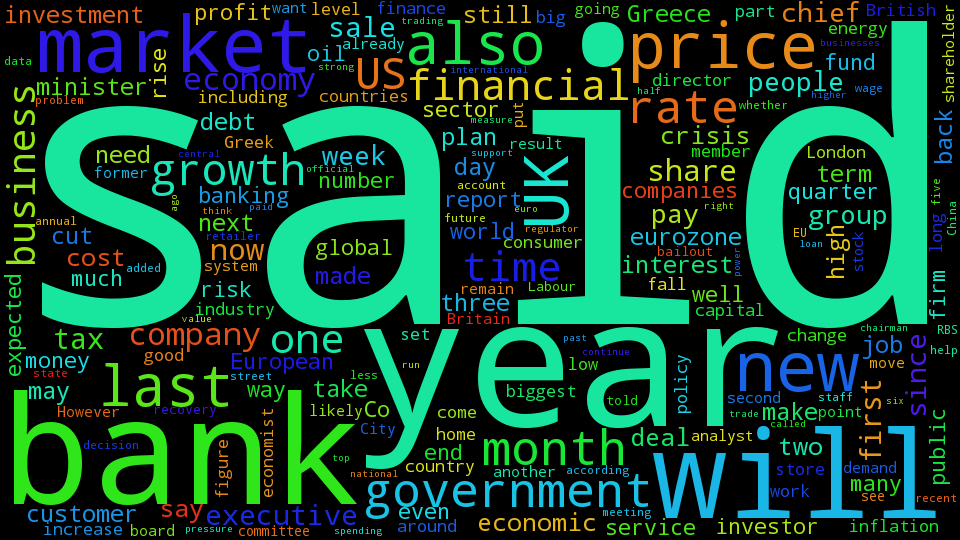 investment
profit
want
level
finance
trading
still
big
going
Greece
part
chief
British
market
sale
already
also
price
energy
businesses
data
oil
US
strong
international
financial
director
people
fund
shareholder
minister
rise
economy
including
countries
half
whether
higher
wage
problem
debt
sector
put
measure
rate
business
said
Greek
plan
result
crisis
member
back
need
former
central
growth
official
week
number
support
day
account
UK
share
companies
London
term
quarter
five
China
annual
ago
think
paid
banking
report
future
euro
regulator
pay
right
group
long
cut
next
retailer
now
global
world
consumer
eurozone
EU
loan
high
stock
cost
much
added
system
made
time
interest
bailout
power
firm
expected
risk
industry
value
remain
Labour
three
Britain
fall
well
capital
tax
company
one
set
year
past
continue
change
chairman
RBS
job
help
money
state
good
European
street
way
take
less
run
low
policy
new
move
since
may
last
biggest
told
second
staff
six
However
recovery
likely
Co
come
trade
make
point
first
called
bank
decision
figure
economist
City
home
end
month
deal
analyst
two
public
top
national
country
another
according
will
store
demand
many
work
see
recent
customer
say
executive
government
even
meeting
increase
board
pressure
committee
spending
around
economic
service
investor
inflation